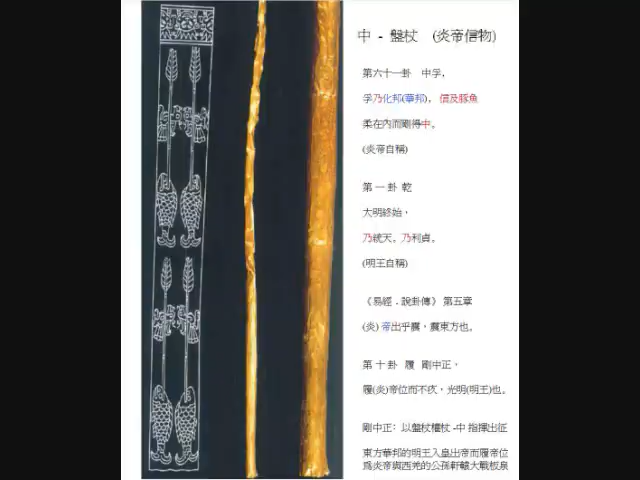 中 - 盤杖 (炎帝信物)
第六十一卦 中孚，
孚乃化邦(華邦)， 信及豚魚
柔在內而剛得中。
(炎帝自稱)
第 一 卦 乾
大明終始，
乃統天。乃利貞。
(明王自稱)
《易經．說卦傳》 第五章
(炎) 帝出乎震，震東方也。
第 十 卦 履 剛中正，
履(炎)帝位而不疚，光明(明王)也。
剛中正：以盤杖權杖 -中 指揮出征
東方華邦的明王入皇出帝而履帝位
為炎帝與西羌的公孫軒轅大戰板泉